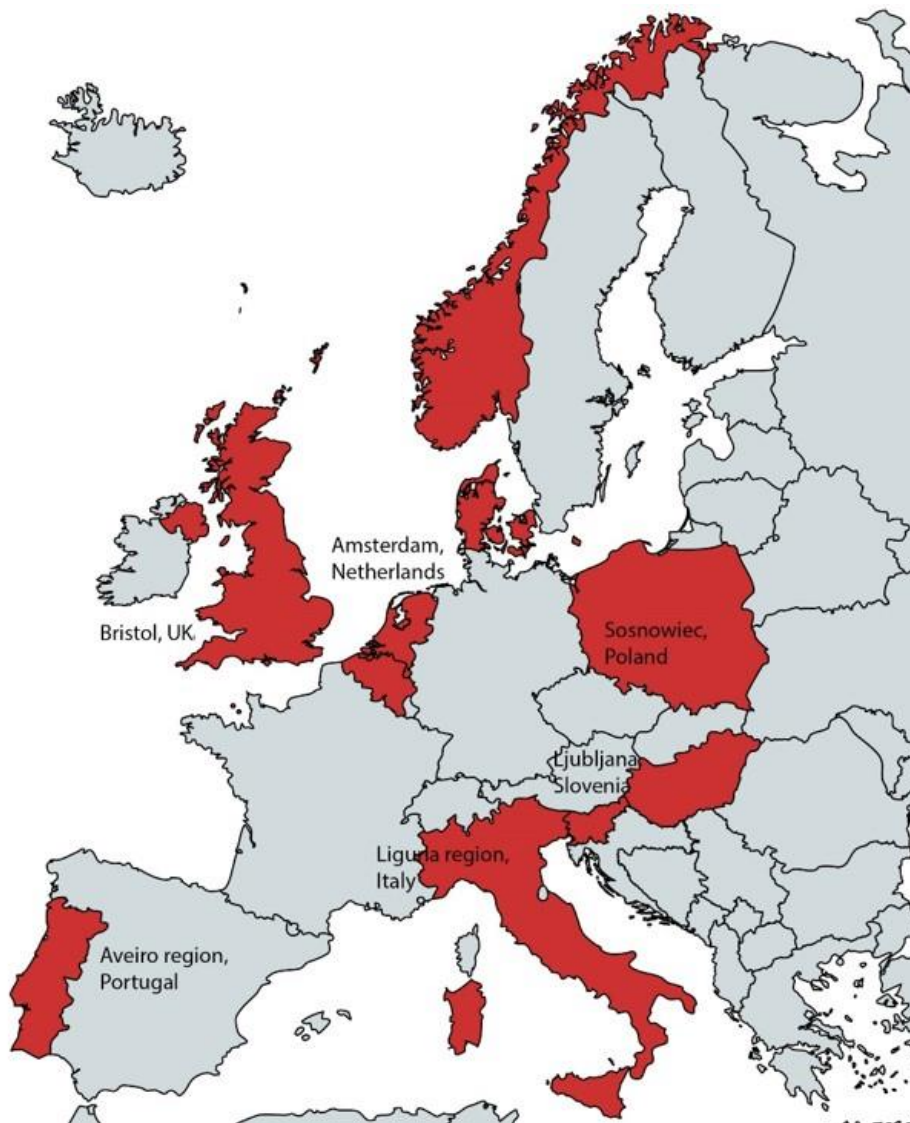 Amsterdam,
Netherlands
Bristol, UK
Sosnowiec,
Poland
Ljubljana
Slovenia
Liguria region,
Italy
Aveiro region,
Portugal